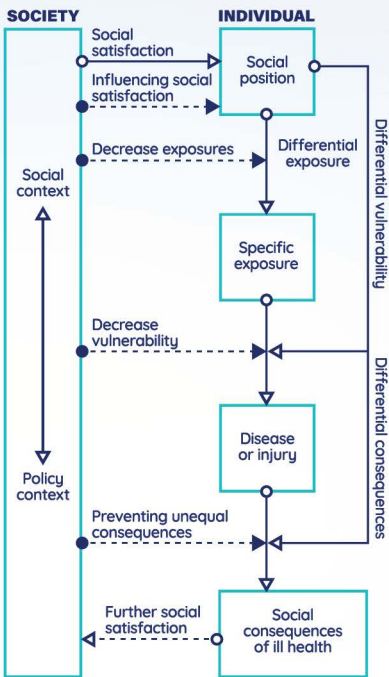 SOCIETY
INDIVIDUAL
Social
satisfaction
Social
position
Influencing social
satisfaction
Decrease exposures
Differential
exposure
Differential vulnerability
Social
context
Specific
exposure
Decrease
vulnerability
Differential consequences
Disease
or injury
Policy
context
Preventing unequal
consequences
Further social
satisfaction
Social
consequences
of ill health